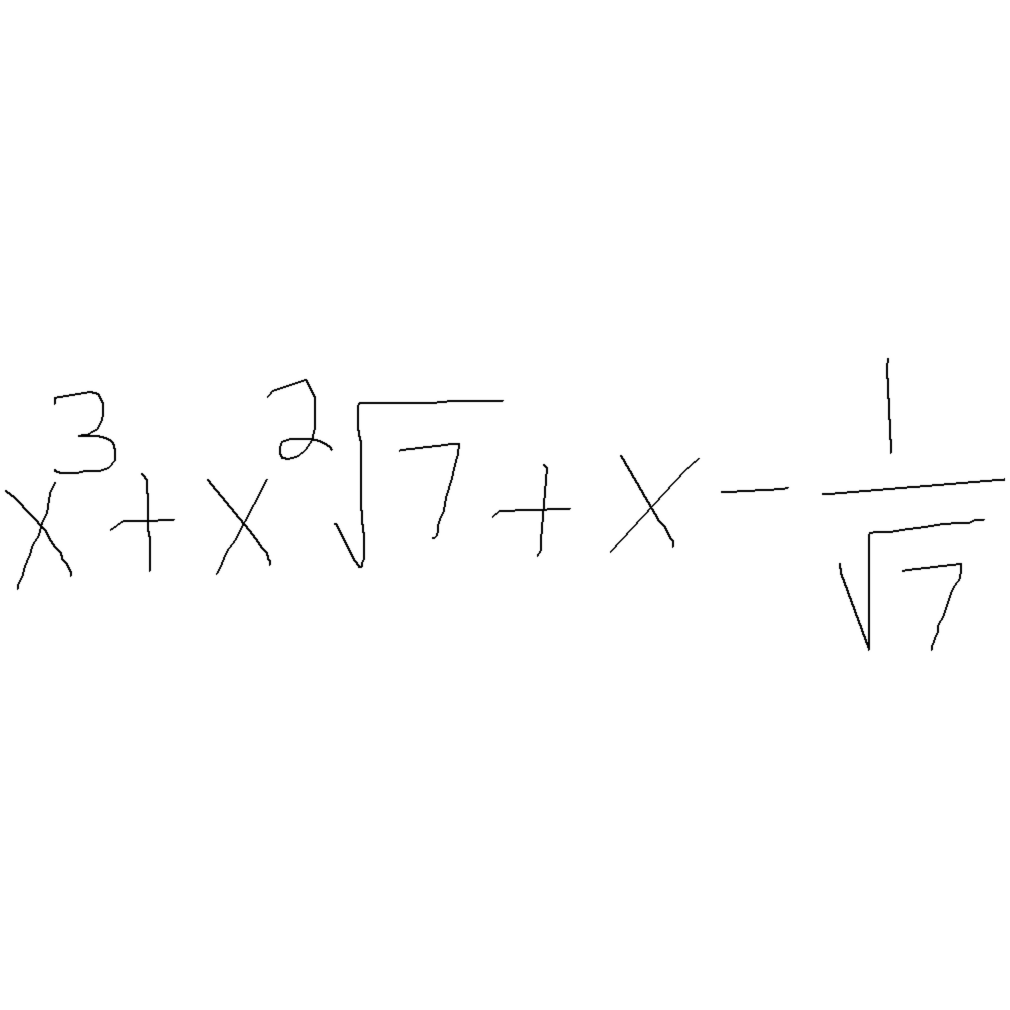 x³ + x²√7 + x − 1/√7